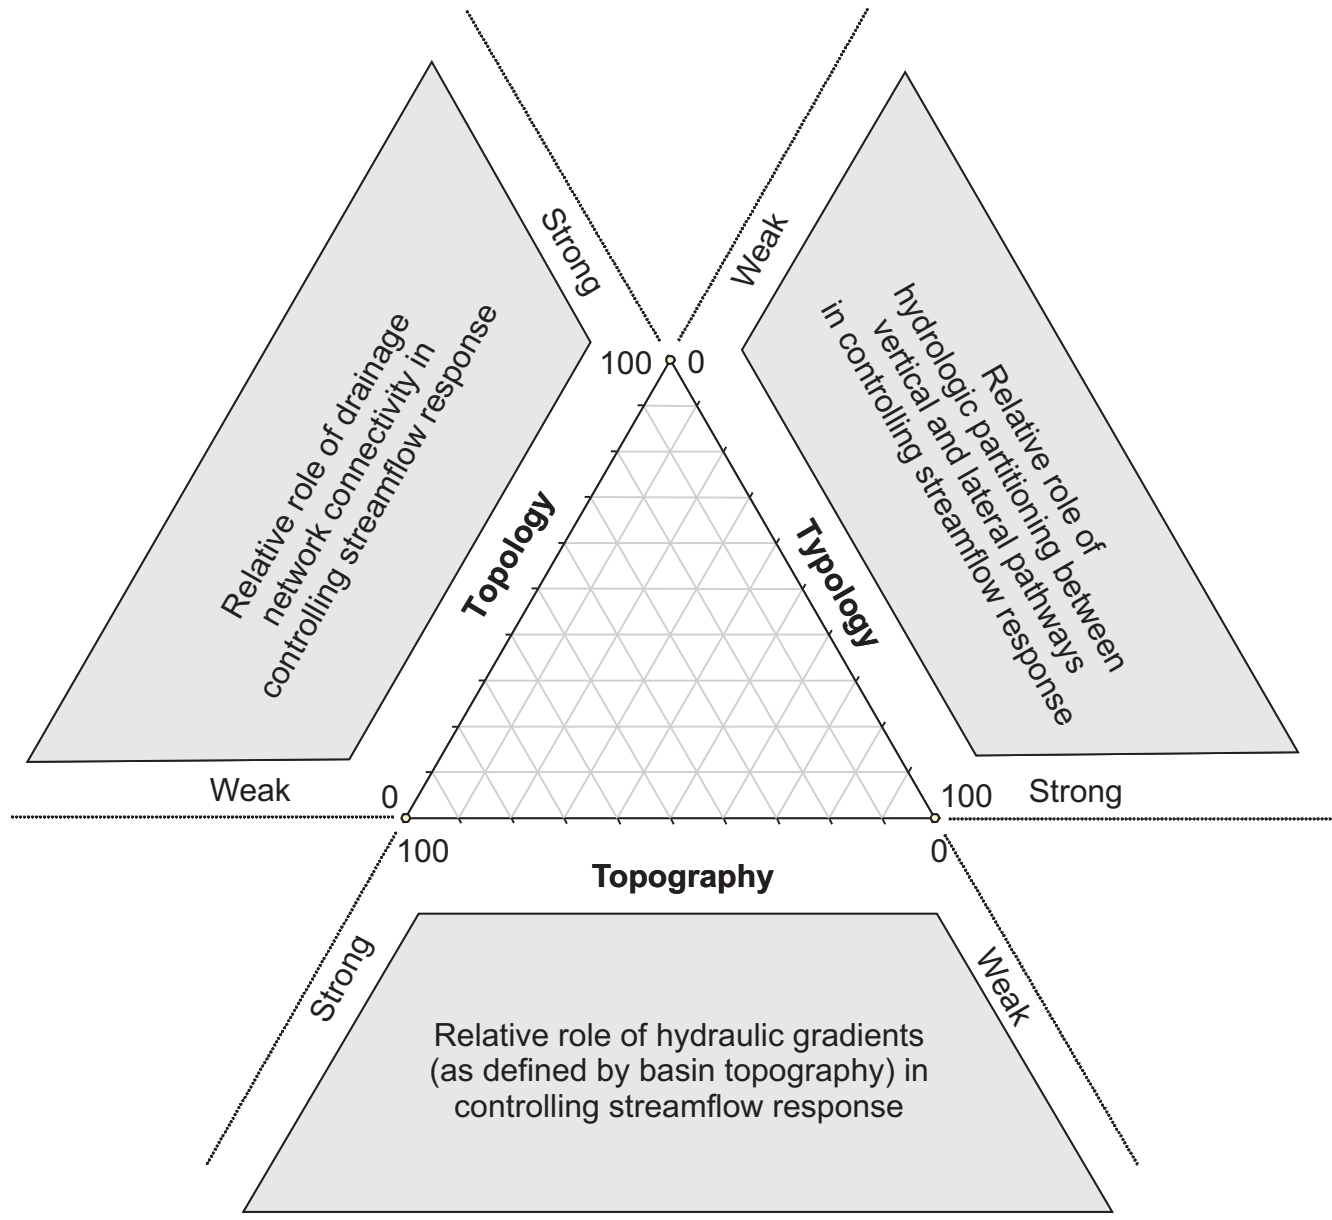 Strong
Weak
Relative role of drainage
network connectivity in
controlling streamflow response
Relative role of
hydrologic partitioning between
vertical and lateral pathways
in controlling streamflow response
100
0
Topology
Typology
Weak
0
100
Strong
100
0
Topography
Strong
Weak
Relative role of hydraulic gradients
(as defined by basin topography) in
controlling streamflow response